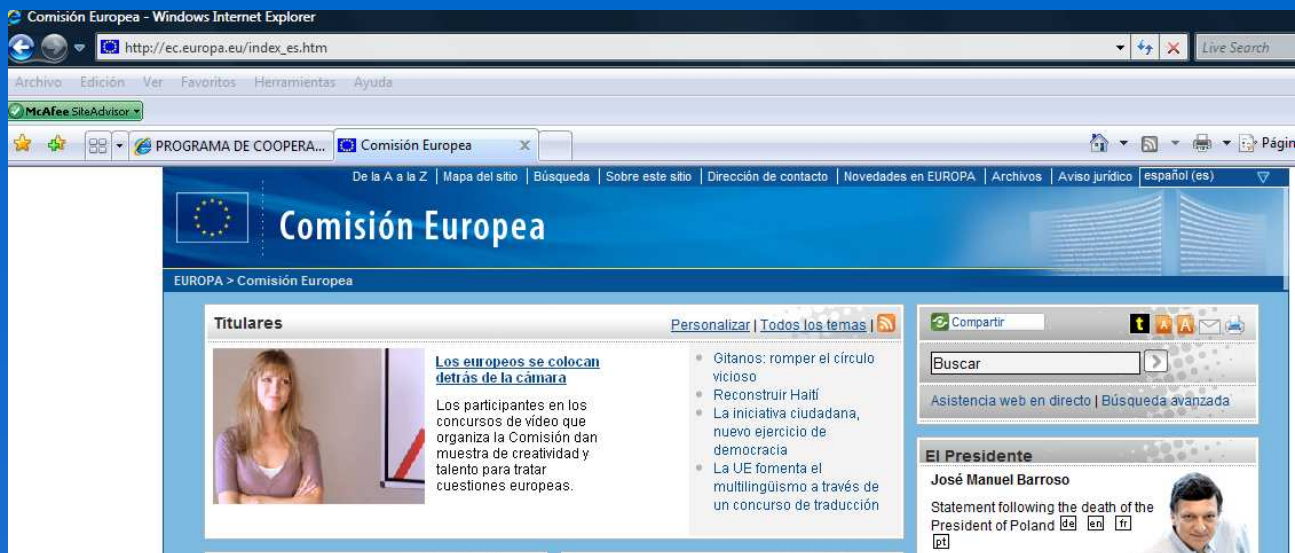 Comisión Europea - Windows Internet Explorer
http://ec.europa.eu/index_es.htm
Live Search
Archivo Edición Ver Favoritos Herramientas Ayuda
McAfee SiteAdvisor
PROGRAMA DE COOPERA... Comisión Europea x
Págin
De la A a la Z | Mapa del sitio | Búsqueda | Sobre este sitio | Dirección de contacto | Novedades en EUROPA | Archivos | Aviso jurídico español (es)
Comisión Europea
EUROPA > Comisión Europea
Titulares
Personalizar | Todos los temas |
Los europeos se colocan
detrás de la cámara
Los participantes en los
concursos de vídeo que
organiza la Comisión dan
muestra de creatividad y
talento para tratar
cuestiones europeas.
Gitanos: romper el círculo
vicioso
Reconstruir Haití
La iniciativa ciudadana,
nuevo ejercicio de
democracia
La UE fomenta el
multilingüismo a través de
un concurso de traducción
Compartir
t A A
Buscar
Asistencia web en directo | Búsqueda avanzada
El Presidente
José Manuel Barroso
Statement following the death of the
President of Poland de en fr
pt